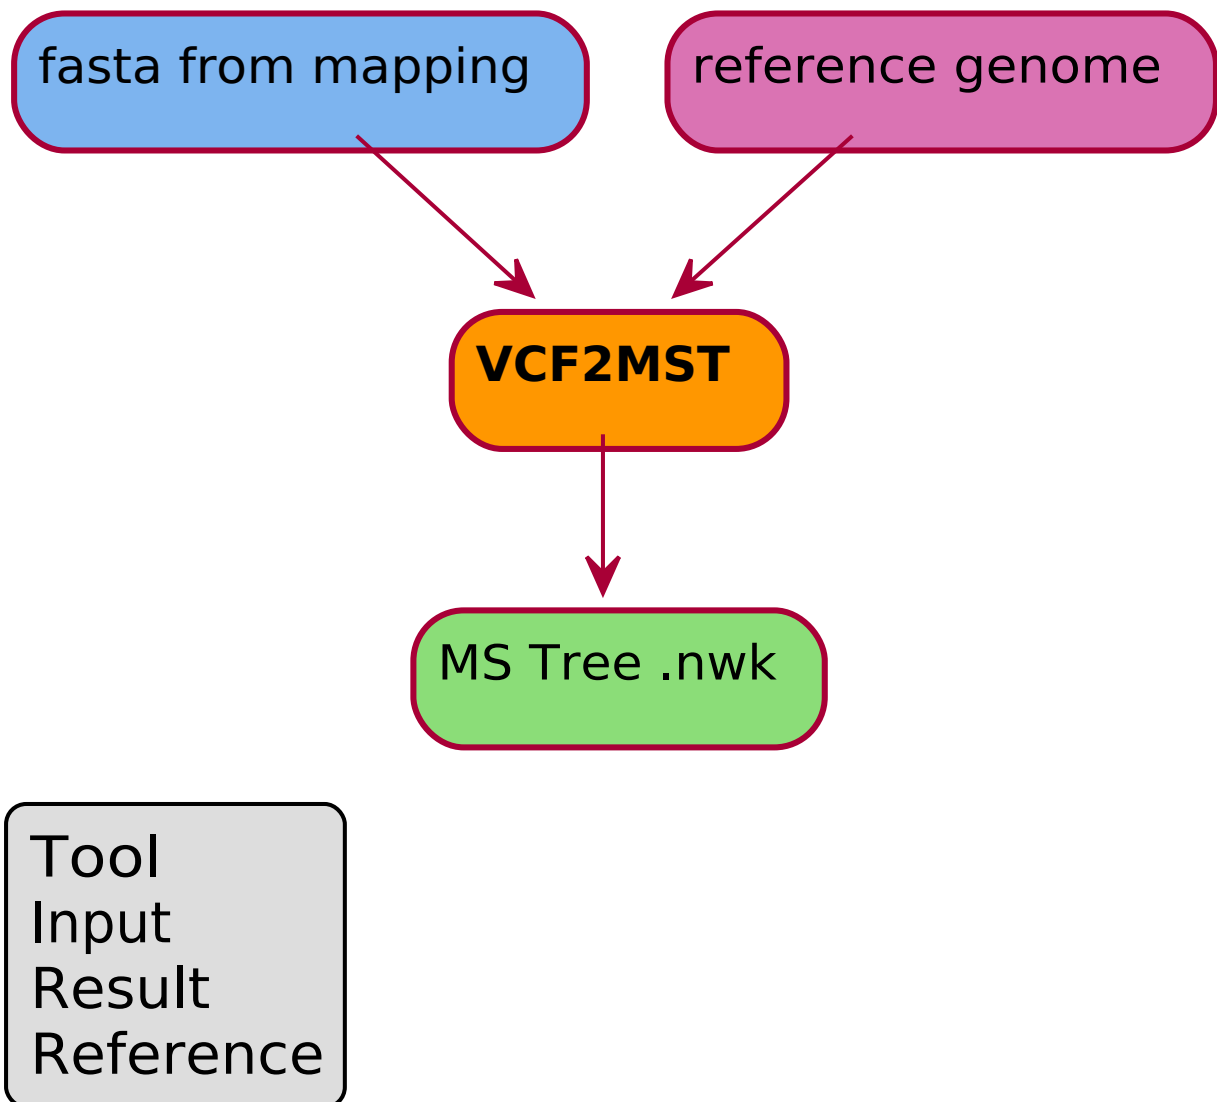 fasta from mapping
reference genome
VCF2MST
MS Tree .nwk
Tool
Input
Result
Reference